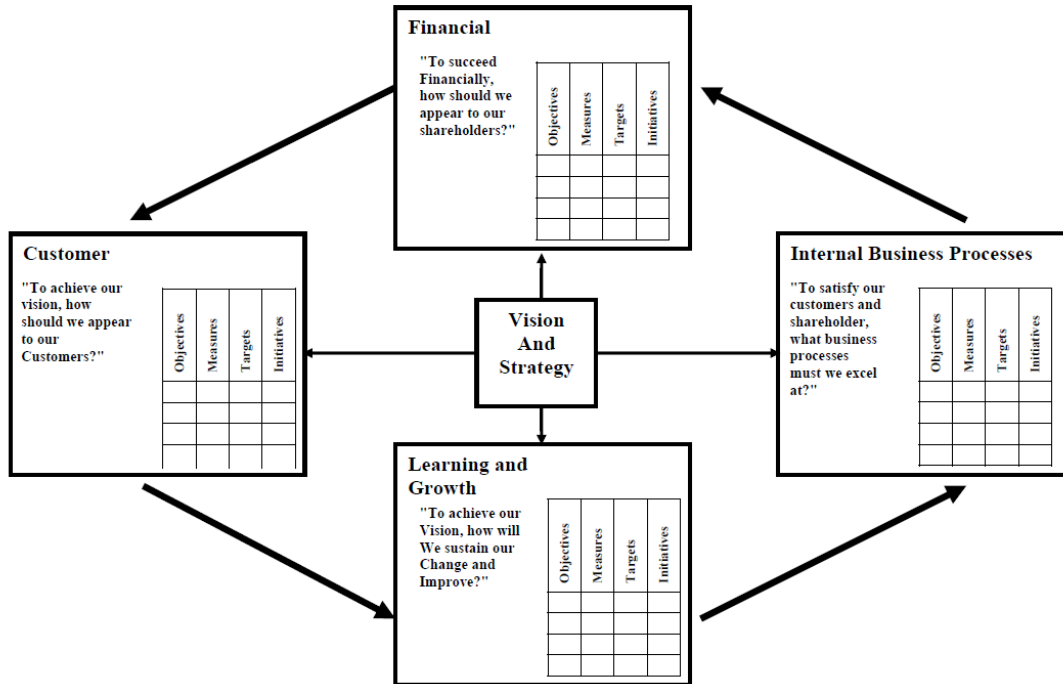 Financial
"To succeed
Financially,
how should we
appear to our
shareholders?"
Objectives
Measures
Targets
Initiatives
Customer
"To achieve our
vision, how
should we appear
to our
Customers?"
Objectives
Measures
Targets
Initiatives
Vision
And
Strategy
Internal Business Processes
"To satisfy our
customers and
shareholder,
what business
processes
must we excel
at?"
Objectives
Measures
Targets
Initiatives
Learning and
Growth
"To achieve our
Vision, how will
We sustain our
Change and
Improve?"
Objectives
Measures
Targets
Initiatives